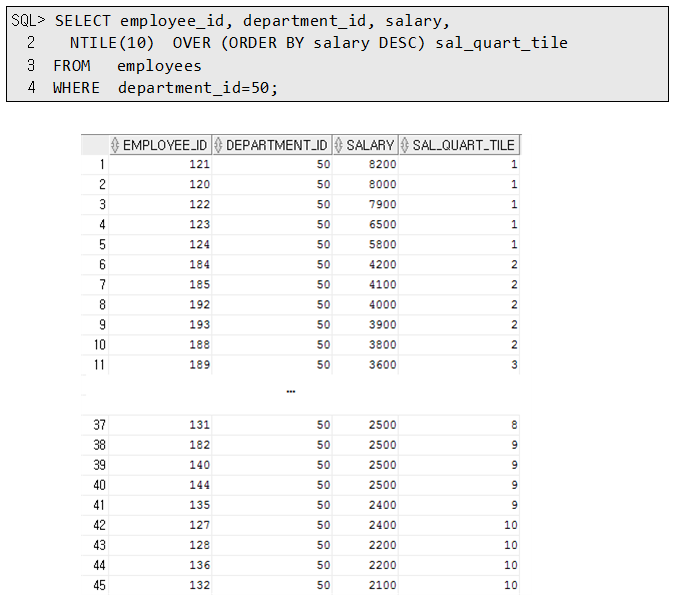 SQL> SELECT employee_id, department_id, salary,
2 NTILE(10) OVER (ORDER BY salary DESC) sal_quart_tile
3 FROM employees
4 WHERE department_id=50;
EMPLOYEE_ID DEPARTMENT_ID SALARY SAL_QUART_TILE
1 121 50 8200 1
2 120 50 8000 1
3 122 50 7900 1
4 123 50 6500 1
5 124 50 5800 1
6 184 50 4200 2
7 185 50 4100 2
8 192 50 4000 2
9 193 50 3900 2
10 188 50 3800 2
11 189 50 3600 3
...
37 131 50 2500 8
38 182 50 2500 9
39 140 50 2500 9
40 144 50 2500 9
41 135 50 2400 9
42 127 50 2400 10
43 128 50 2200 10
44 136 50 2200 10
45 132 50 2100 10